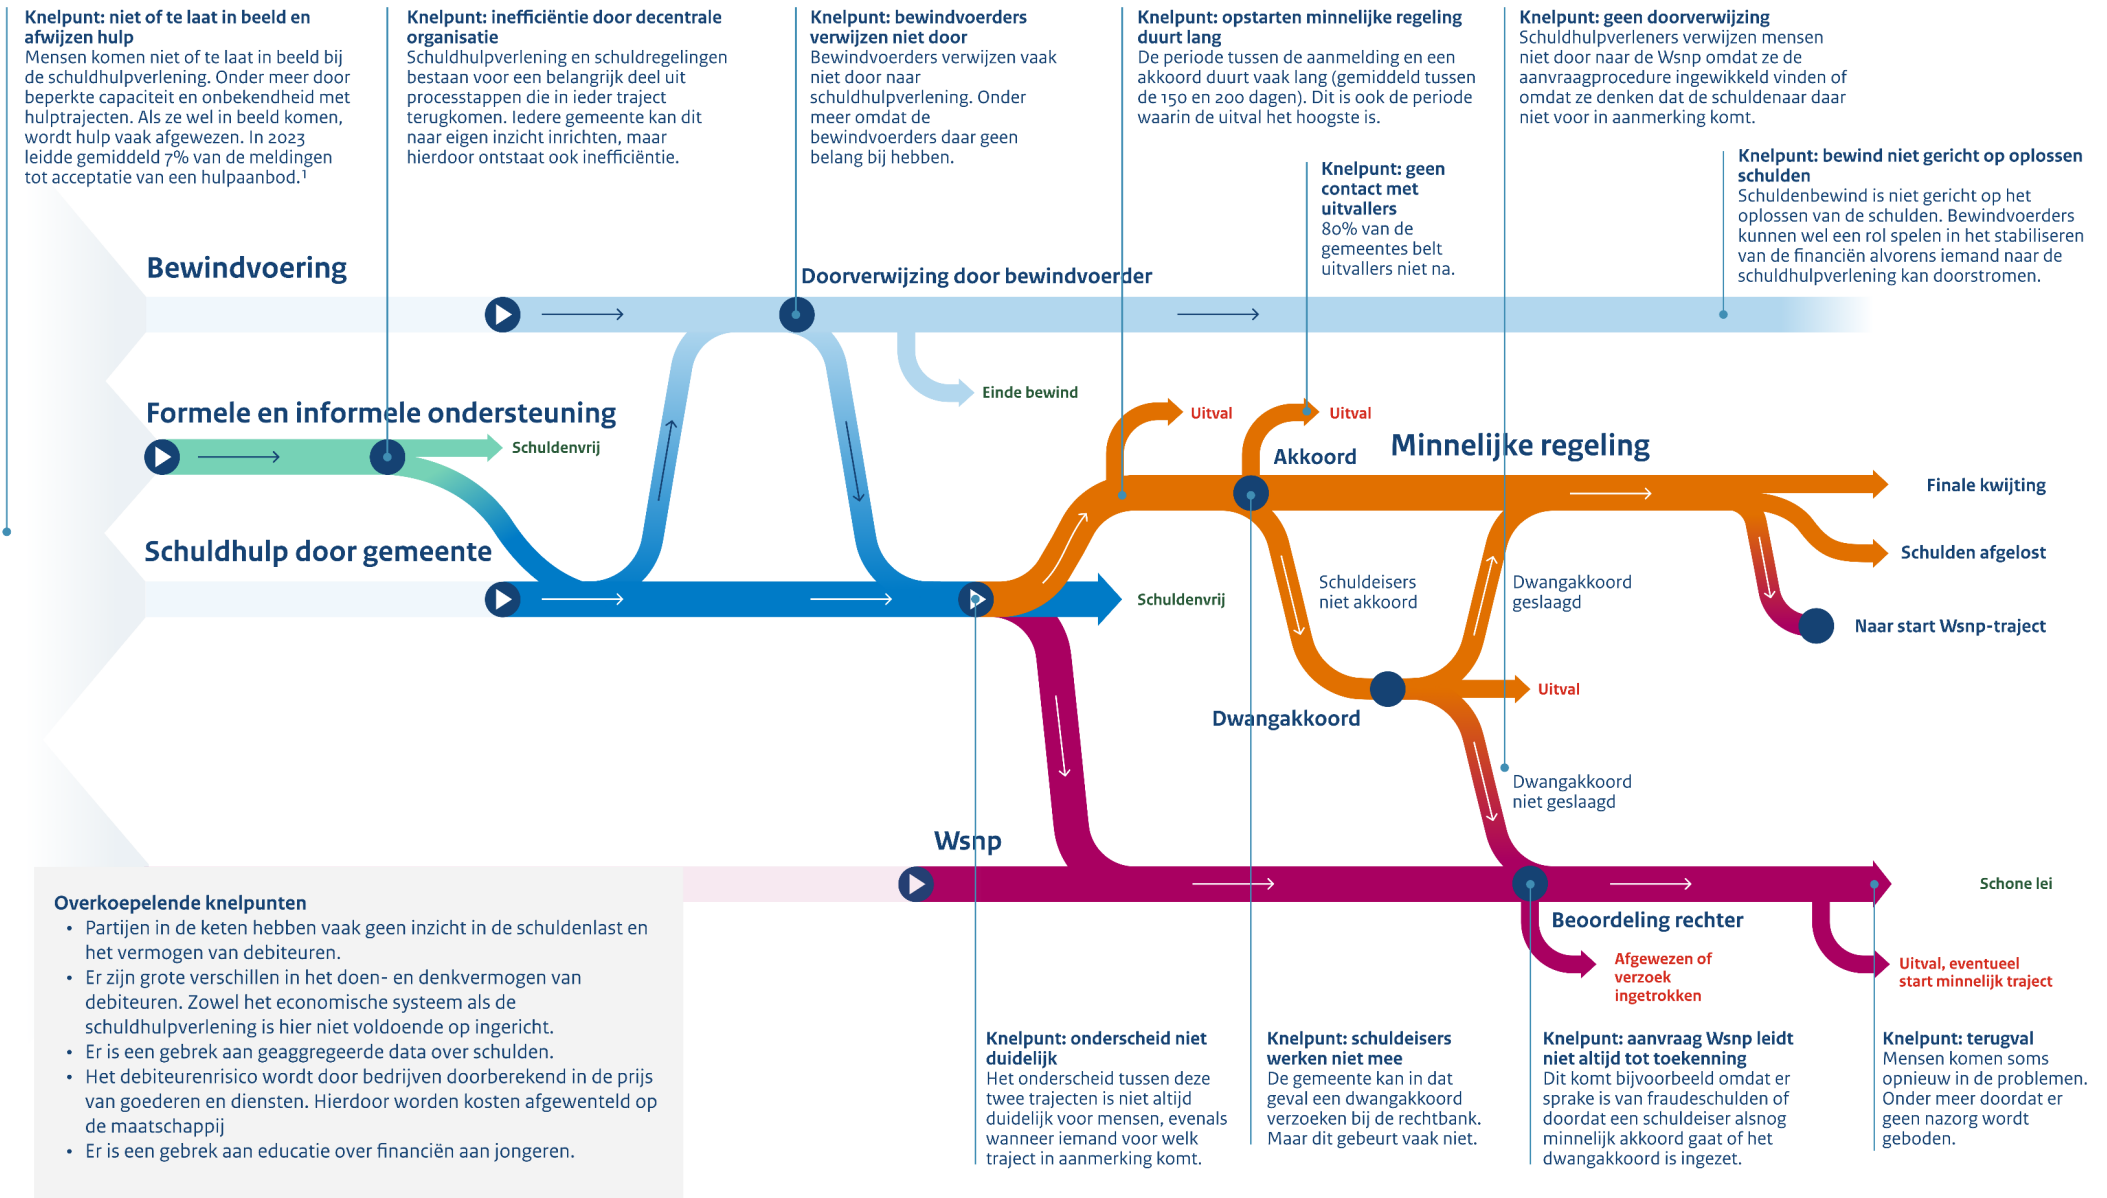 Knelpunt: niet of te laat in beeld en
afwijzen hulp
Mensen komen niet of te laat in beeld bij
de schuldhulpverlening. Onder meer door
beperkte capaciteit en onbekendheid met
hulptrajecten. Als ze wel in beeld komen,
wordt hulp vaak afgewezen. In 2023
leidde gemiddeld 7% van de meldingen
tot acceptatie van een hulpaanbod.¹
Knelpunt: inefficiëntie door decentrale
organisatie
Schuldhulpverlening en schuldregelingen
bestaan voor een belangrijk deel uit
processtappen die in ieder traject
terugkomen. Iedere gemeente kan dit
naar eigen inzicht inrichten, maar
hierdoor ontstaat ook inefficiëntie.
Knelpunt: bewindvoerders
verwijzen niet door
Bewindvoerders verwijzen vaak
niet door naar
schuldhulpverlening. Onder
meer omdat de
bewindvoerders daar geen
belang bij hebben.
Knelpunt: opstarten minnelijke regeling
duurt lang
De periode tussen de aanmelding en een
akkoord duurt vaak lang (gemiddeld tussen
de 150 en 200 dagen). Dit is ook de periode
waarin de uitval het hoogste is.
Knelpunt: geen
contact met
uitvallers
80% van de
gemeentes belt
uitvallers niet na.
Knelpunt: geen doorverwijzing
Schuldhulpverleners verwijzen mensen
niet door naar de Wsnp omdat ze de
aanvraagprocedure ingewikkeld vinden of
omdat ze denken dat de schuldenaar daar
niet voor in aanmerking komt.
Knelpunt: bewind niet gericht op oplossen
schulden
Schuldenbewind is niet gericht op het
oplossen van de schulden. Bewindvoerders
kunnen wel een rol spelen in het stabiliseren
van de financiën alvorens iemand naar de
schuldhulpverlening kan doorstromen.
Bewindvoering
Doorverwijzing door bewindvoerder
Einde bewind
Formele en informele ondersteuning
Schuldenvrij
Uitval
Uitval
Akkoord
Minnelijke regeling
Finale kwijting
Schulden afgelost
Naar start Wsnp-traject
Schuldhulp door gemeente
Schuldenvrij
Schuldeisers
niet akkoord
Dwangakkoord
geslaagd
Uitval
Dwangakkoord
Dwangakkoord
niet geslaagd
Wsnp
Schone lei
Beoordeling rechter
Afgewezen of
verzoek
ingetrokken
Uitval, eventueel
start minnelijk traject
Overkoepelende knelpunten
• Partijen in de keten hebben vaak geen inzicht in de schuldenlast en
het vermogen van debiteuren.
• Er zijn grote verschillen in het doen- en denkvermogen van
debiteuren. Zowel het economische systeem als de
schuldhulpverlening is hier niet voldoende op ingericht.
• Er is een gebrek aan geaggregeerde data over schulden.
• Het debiteurenrisico wordt door bedrijven doorberekend in de prijs
van goederen en diensten. Hierdoor worden kosten afgewenteld op
de maatschappij
• Er is een gebrek aan educatie over financiën aan jongeren.
Knelpunt: onderscheid niet
duidelijk
Het onderscheid tussen deze
twee trajecten is niet altijd
duidelijk voor mensen, evenals
wanneer iemand voor welk
traject in aanmerking komt.
Knelpunt: schuldeisers
werken niet mee
De gemeente kan in dat
geval een dwangakkoord
verzoeken bij de rechtbank.
Maar dit gebeurt vaak niet.
Knelpunt: aanvraag Wsnp leidt
niet altijd tot toekenning
Dit komt bijvoorbeeld omdat er
sprake is van fraudeschulden of
doordat een schuldeiser alsnog
minnelijk akkoord gaat of het
dwangakkoord is ingezet.
Knelpunt: terugval
Mensen komen soms
opnieuw in de problemen.
Onder meer doordat er
geen nazorg wordt
geboden.